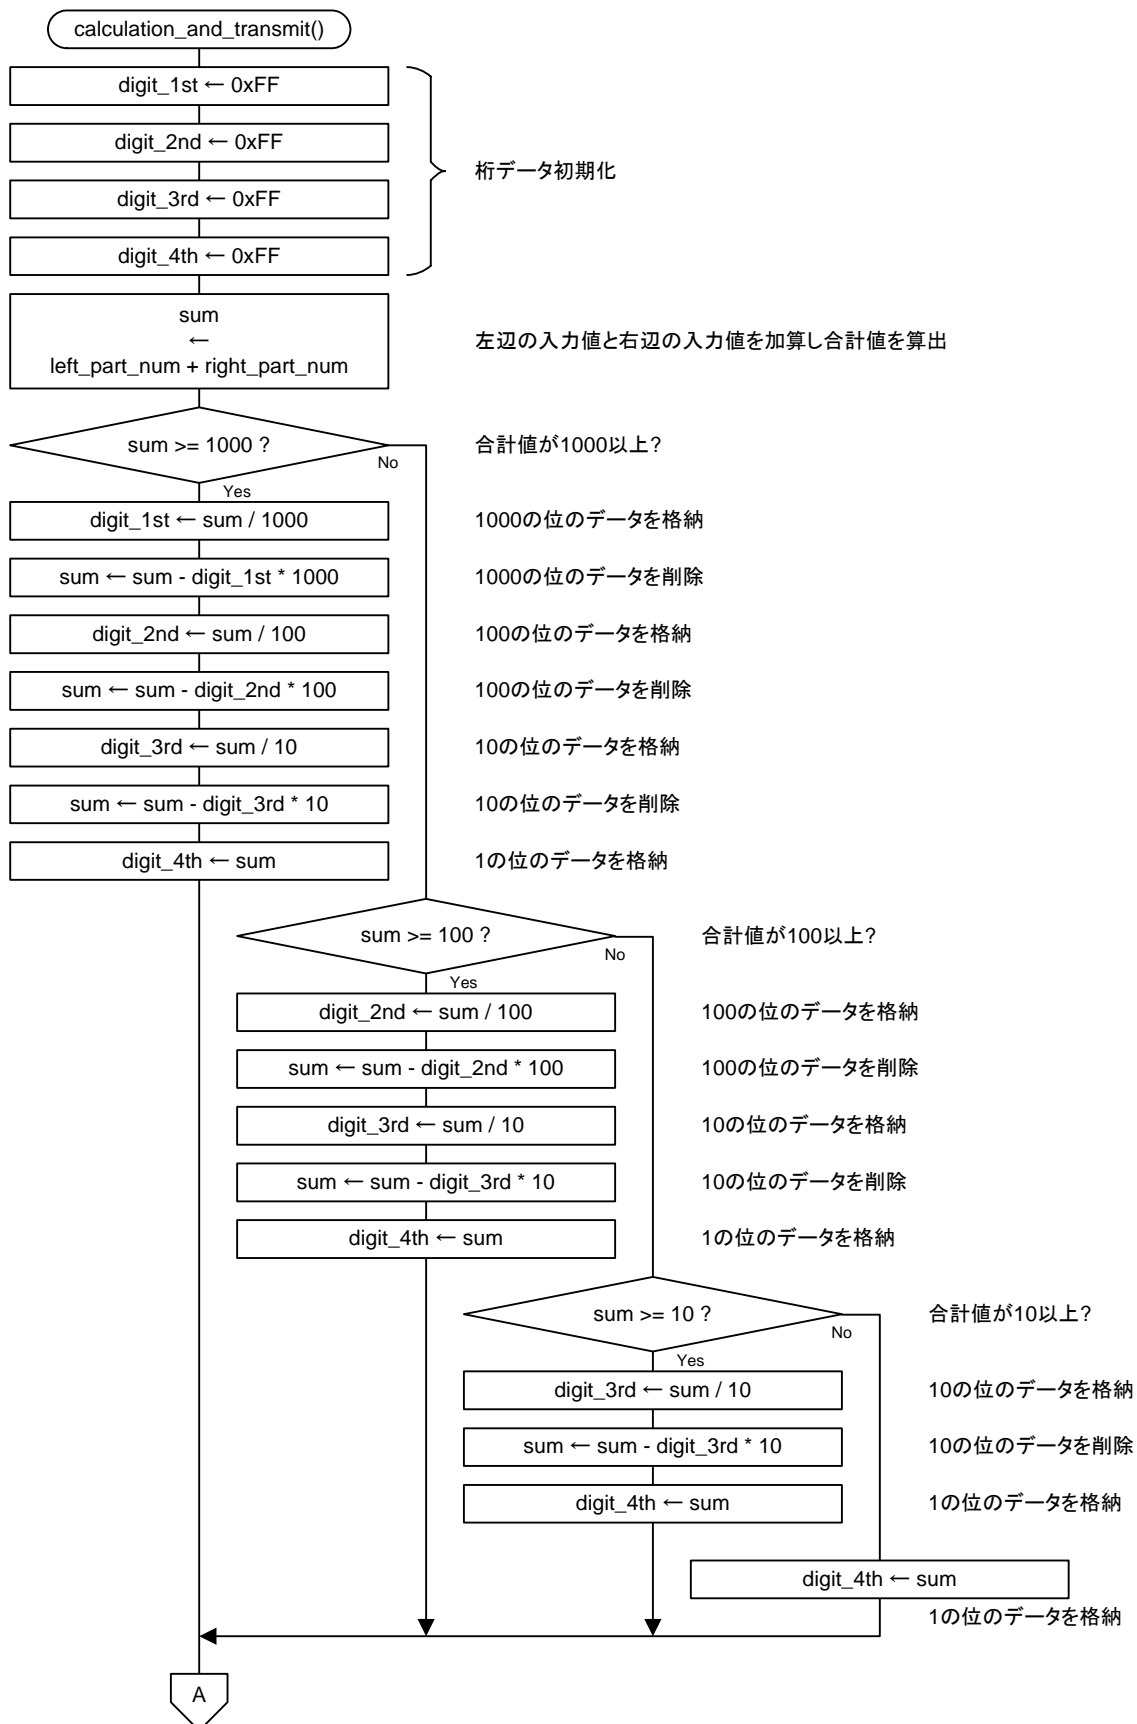 calculation_and_transmit()
digit_1st ← 0xFF
digit_2nd ← 0xFF
桁データ初期化
digit_3rd ← 0xFF
digit_4th ← 0xFF
sum
←
left_part_num + right_part_num
左辺の入力値と右辺の入力値を加算し合計値を算出
sum >= 1000 ?
合計値が1000以上?
No
Yes
digit_1st ← sum / 1000
1000の位のデータを格納
sum ← sum - digit_1st * 1000
1000の位のデータを削除
digit_2nd ← sum / 100
100の位のデータを格納
sum ← sum - digit_2nd * 100
100の位のデータを削除
digit_3rd ← sum / 10
10の位のデータを格納
sum ← sum - digit_3rd * 10
10の位のデータを削除
digit_4th ← sum
1の位のデータを格納
sum >= 100 ?
合計値が100以上?
No
Yes
digit_2nd ← sum / 100
100の位のデータを格納
sum ← sum - digit_2nd * 100
100の位のデータを削除
digit_3rd ← sum / 10
10の位のデータを格納
sum ← sum - digit_3rd * 10
10の位のデータを削除
digit_4th ← sum
1の位のデータを格納
sum >= 10 ?
合計値が10以上?
No
Yes
digit_3rd ← sum / 10
10の位のデータを格納
sum ← sum - digit_3rd * 10
10の位のデータを削除
digit_4th ← sum
1の位のデータを格納
digit_4th ← sum
1の位のデータを格納
A